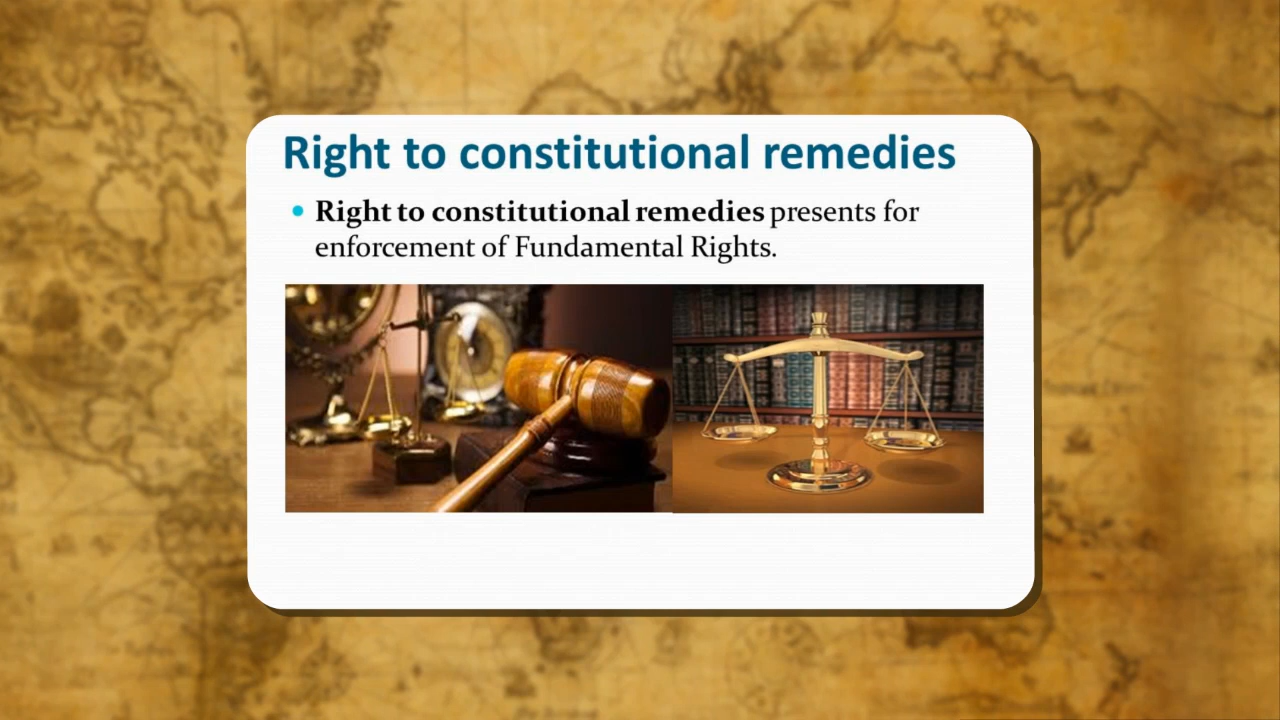 Right to constitutional remedies
• Right to constitutional remedies presents for
enforcement of Fundamental Rights.